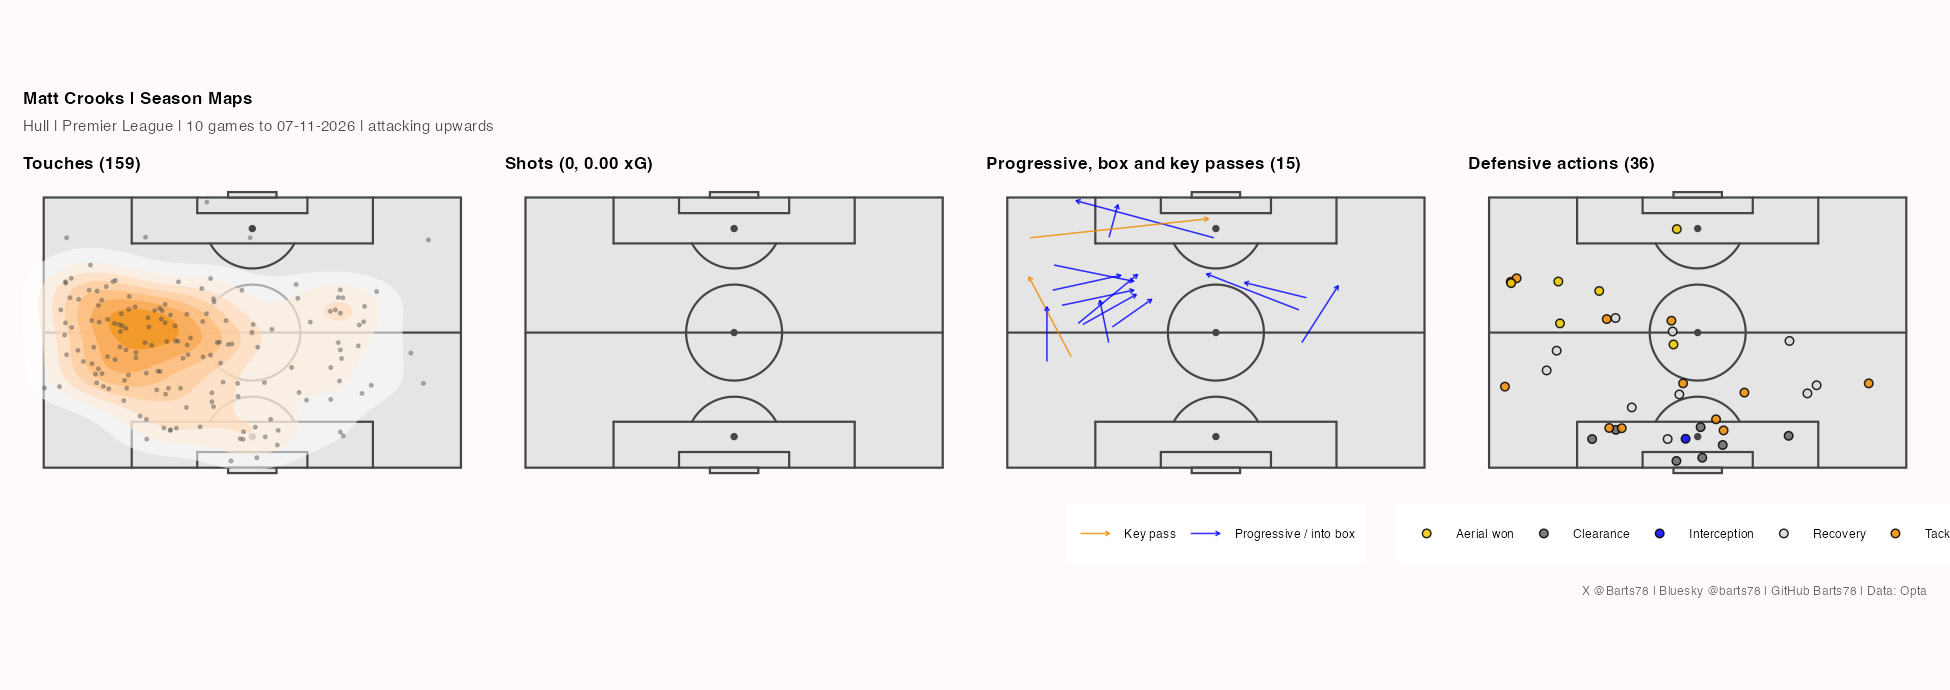 Matt Crooks | Season Maps
Hull | Premier League | 10 games to 07-11-2026 | attacking upwards
Touches (159)
Shots (0, 0.00 xG)
Progressive, box and key passes (15)
Defensive actions (36)
Key pass
Progressive / into box
Aerial won
Clearance
Interception
Recovery
Tack
X @Barts78 | Bluesky @barts78 | GitHub Barts78 | Data: Opta